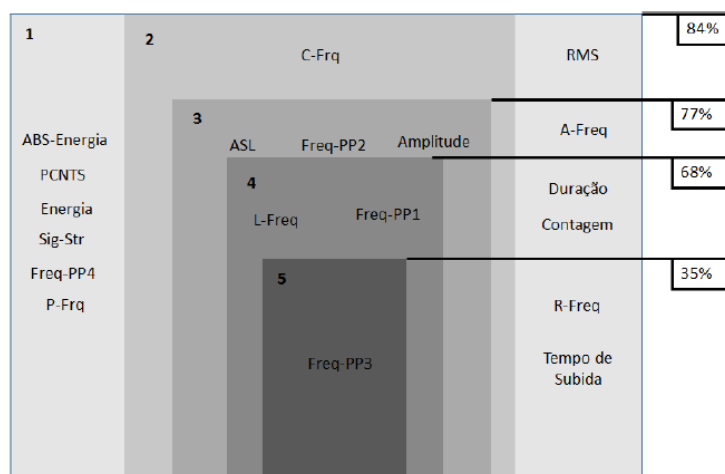 1
2
C-Frq
RMS
84%
3
77%
A-Freq
ABS-Energia
ASL
Freq-PP2
Amplitude
PCNTS
4
68%
Duração
Energia
L-Freq
Freq-PP1
Contagem
Sig-Str
Freq-PP4
5
35%
P-Frq
R-Freq
Freq-PP3
Tempo de
Subida